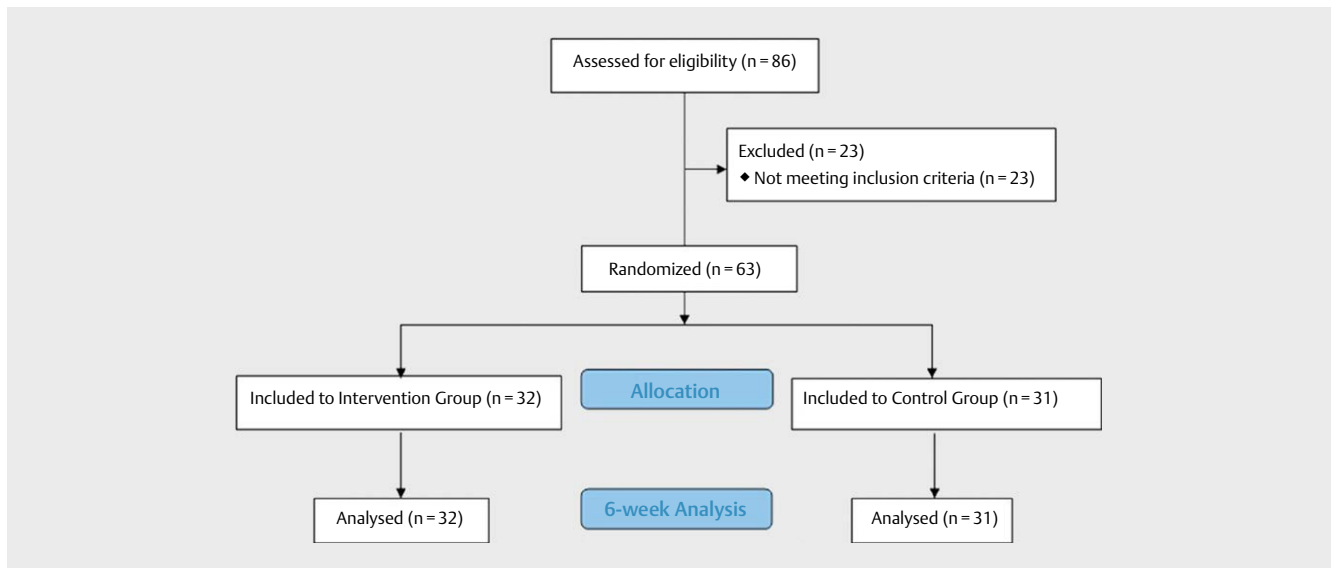 Assessed for eligibility (n = 86)
Excluded (n = 23)
◆ Not meeting inclusion criteria (n = 23)
Randomized (n = 63)
Included to Intervention Group (n = 32)
Allocation
Included to Control Group (n = 31)
Analysed (n = 32)
6-week Analysis
Analysed (n = 31)